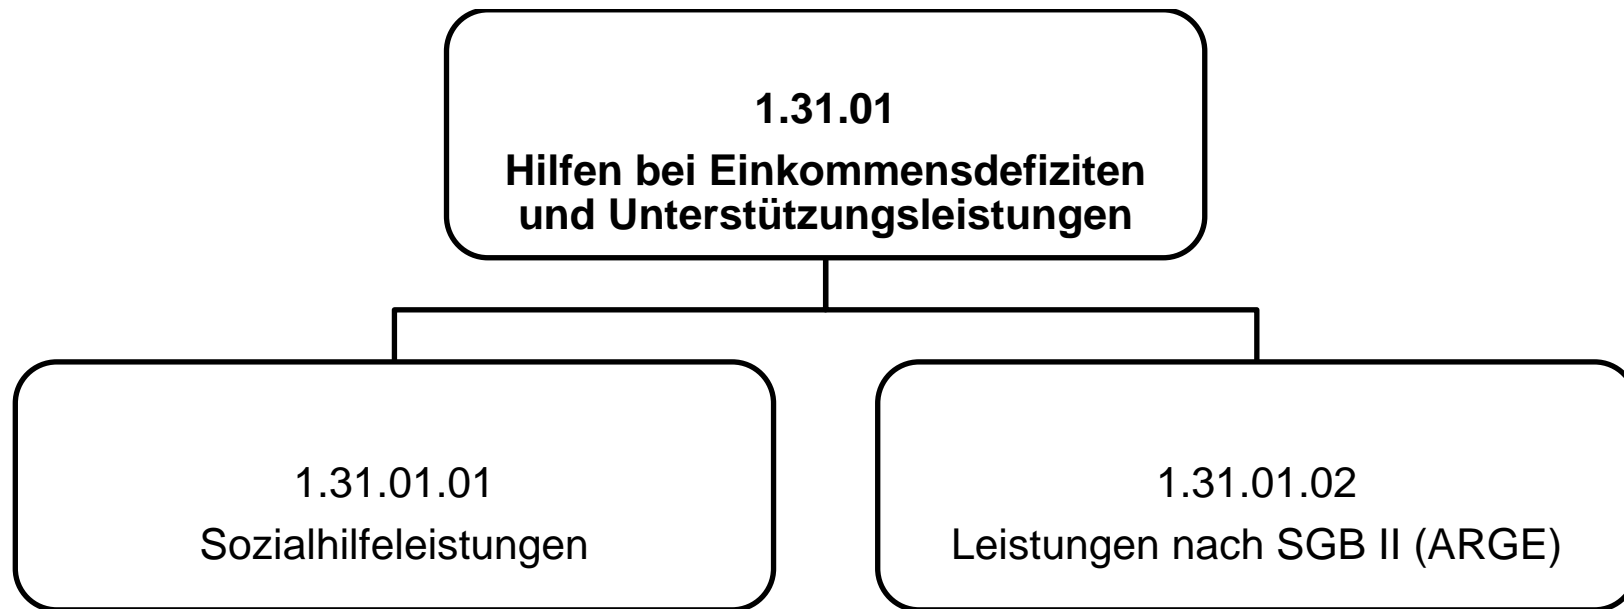 1.31.01
Hilfen bei Einkommensdefiziten
und Unterstützungsleistungen
1.31.01.01
Sozialhilfeleistungen
1.31.01.02
Leistungen nach SGB II (ARGE)